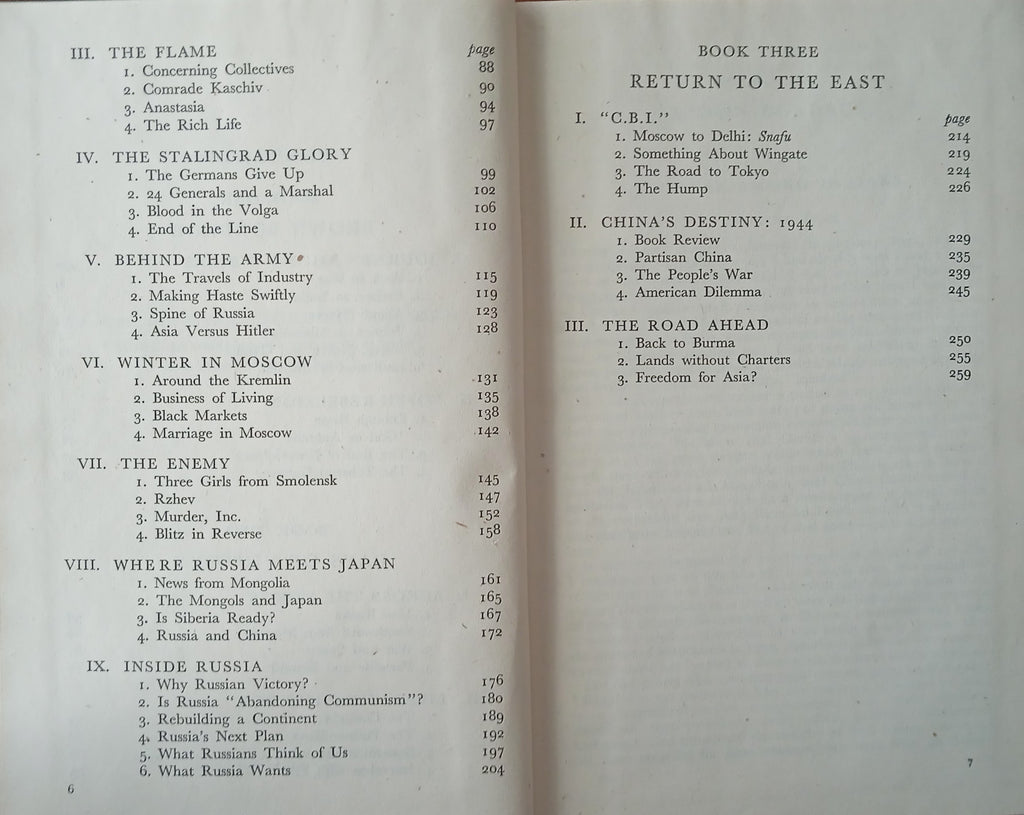 III. THE FLAME page
1. Concerning Collectives 88
2. Comrade Kaschiv 90
3. Anastasia 94
4. The Rich Life 97
IV. THE STALINGRAD GLORY
1. The Germans Give Up 99
2. 24 Generals and a Marshal 102
3. Blood in the Volga 106
4. End of the Line 110
V. BEHIND THE ARMY
1. The Travels of Industry 115
2. Making Haste Swiftly 119
3. Spine of Russia 123
4. Asia Versus Hitler 128
VI. WINTER IN MOSCOW
1. Around the Kremlin 131
2. Business of Living 135
3. Black Markets 138
4. Marriage in Moscow 142
VII. THE ENEMY
1. Three Girls from Smolensk 145
2. Rzhev 147
3. Murder, Inc. 152
4. Blitz in Reverse 158
VIII. WHERE RUSSIA MEETS JAPAN
1. News from Mongolia 161
2. The Mongols and Japan 165
3. Is Siberia Ready? 167
4. Russia and China 172
IX. INSIDE RUSSIA
1. Why Russian Victory? 176
2. Is Russia "Abandoning Communism"? 180
3. Rebuilding a Continent 189
4. Russia's Next Plan 192
5. What Russians Think of Us 197
6. What Russia Wants 204
6
BOOK THREE
RETURN TO THE EAST
I. "C.B.I." page
1. Moscow to Delhi: Snafu 214
2. Something About Wingate 219
3. The Road to Tokyo 224
4. The Hump 226
II. CHINA'S DESTINY: 1944
1. Book Review 229
2. Partisan China 235
3. The People's War 239
4. American Dilemma 245
III. THE ROAD AHEAD
1. Back to Burma 250
2. Lands without Charters 255
3. Freedom for Asia? 259
7